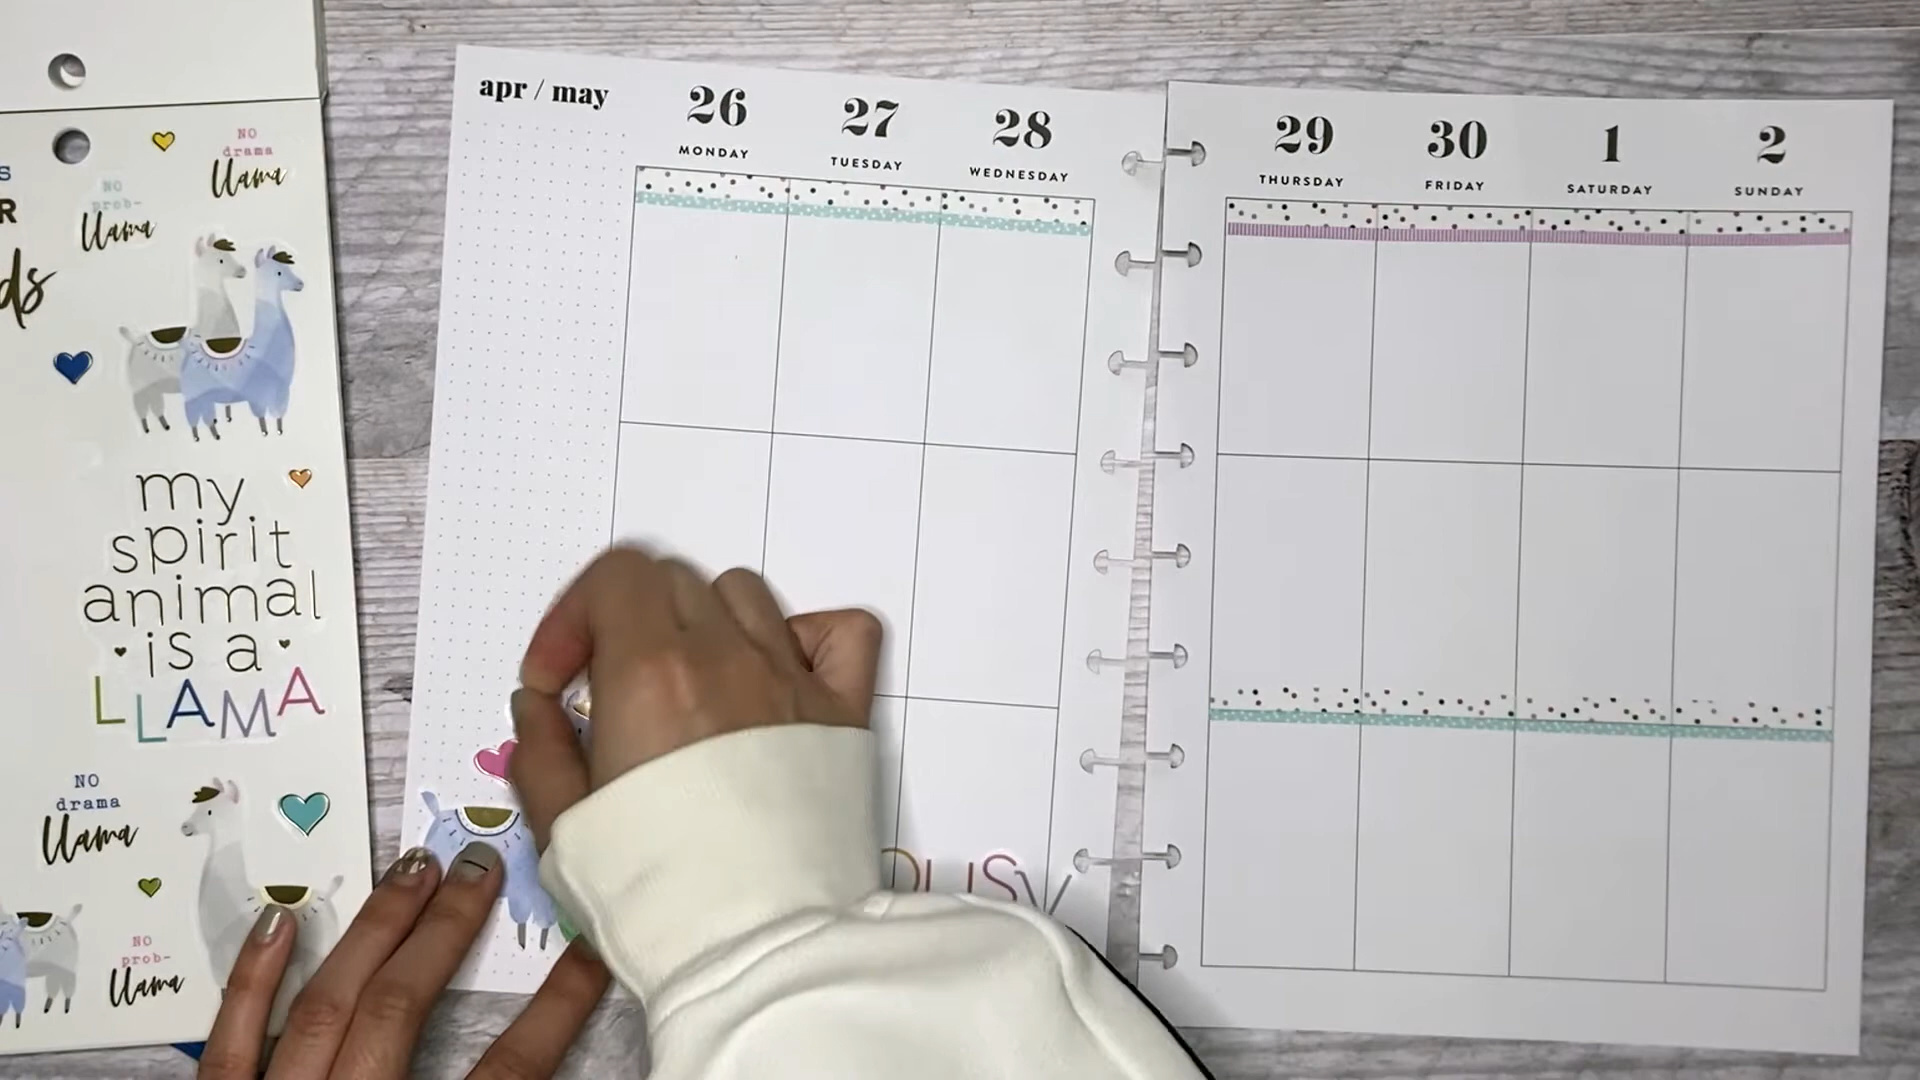 NO
drama
llama
NO
prob-
llama
S
R
ds
my
spirit
animal
is a
LLAMA
NO
drama
llama
NO
prob-
llama
apr / may
26
MONDAY
27
TUESDAY
28
WEDNESDAY
29
THURSDAY
30
FRIDAY
1
SATURDAY
2
SUNDAY